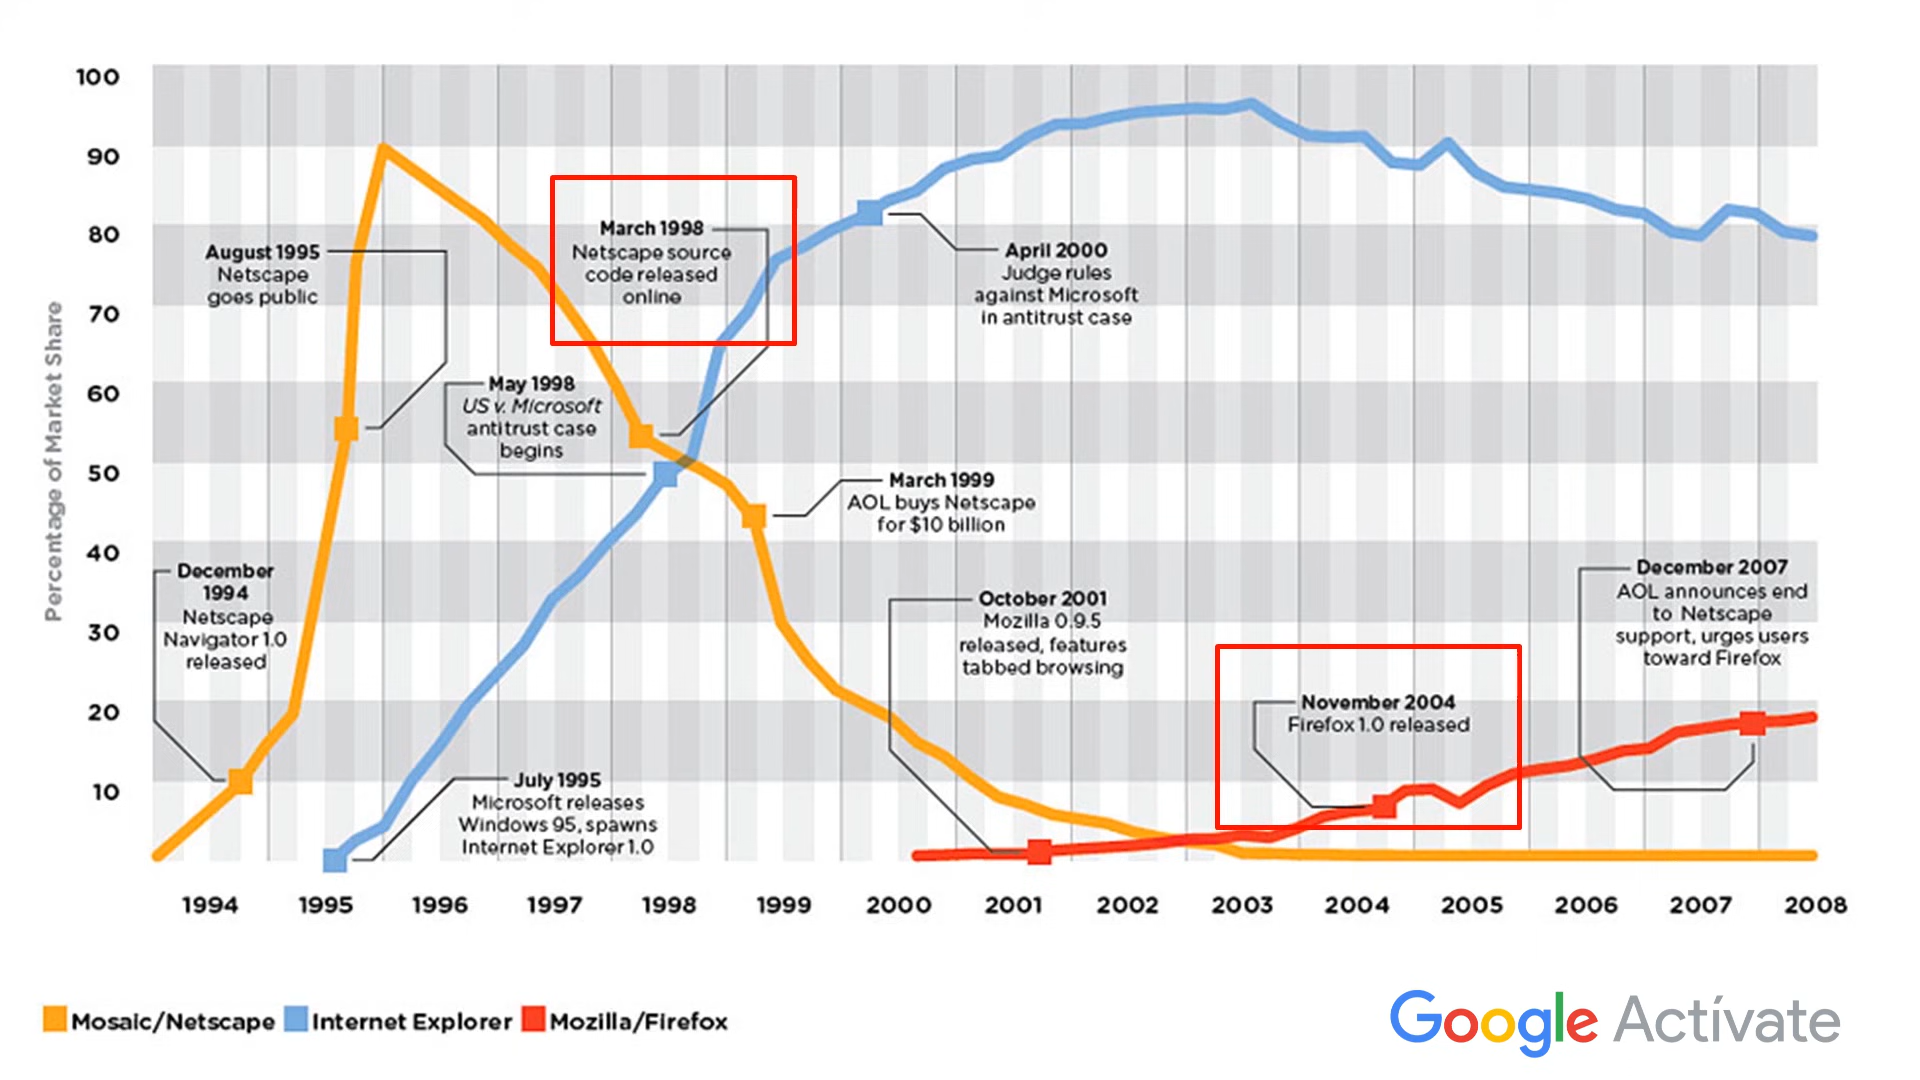 Percentage of Market Share
100
90
80
70
60
50
40
30
20
10
August 1995
Netscape
goes public
March 1998
Netscape source
code released
online
April 2000
Judge rules
against Microsoft
in antitrust case
May 1998
US v. Microsoft
antitrust case
begins
March 1999
AOL buys Netscape
for $10 billion
December
1994
Netscape
Navigator 1.0
released
October 2001
Mozilla 0.9.5
released, features
tabbed browsing
December 2007
AOL announces end
to Netscape
support, urges users
toward Firefox
November 2004
Firefox 1.0 released
July 1995
Microsoft releases
Windows 95, spawns
Internet Explorer 1.0
1994 1995 1996 1997 1998 1999 2000 2001 2002 2003 2004 2005 2006 2007 2008
Mosaic/Netscape Internet Explorer Mozilla/Firefox
Google Actívate